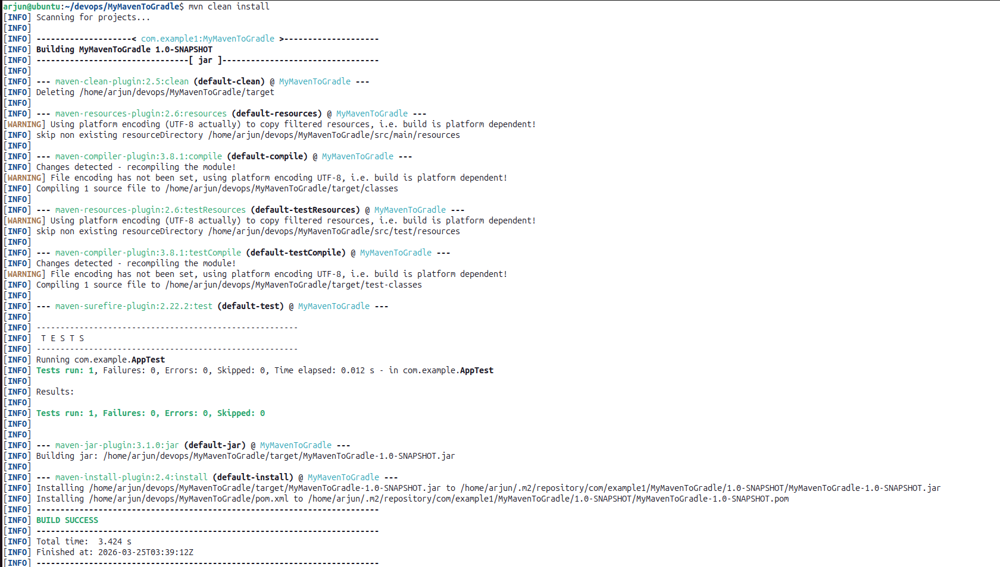 arjun@ubuntu:~/devops/MyMavenToGradle$ mvn clean install
[INFO] Scanning for projects...
[INFO]
[INFO] --------------------< com.example1:MyMavenToGradle >--------------------
[INFO] Building MyMavenToGradle 1.0-SNAPSHOT
[INFO] --------------------------------[ jar ]---------------------------------
[INFO]
[INFO] --- maven-clean-plugin:2.5:clean (default-clean) @ MyMavenToGradle ---
[INFO] Deleting /home/arjun/devops/MyMavenToGradle/target
[INFO]
[INFO] --- maven-resources-plugin:2.6:resources (default-resources) @ MyMavenToGradle ---
[WARNING] Using platform encoding (UTF-8 actually) to copy filtered resources, i.e. build is platform dependent!
[INFO] skip non existing resourceDirectory /home/arjun/devops/MyMavenToGradle/src/main/resources
[INFO]
[INFO] --- maven-compiler-plugin:3.8.1:compile (default-compile) @ MyMavenToGradle ---
[INFO] Changes detected - recompiling the module!
[WARNING] File encoding has not been set, using platform encoding UTF-8, i.e. build is platform dependent!
[INFO] Compiling 1 source file to /home/arjun/devops/MyMavenToGradle/target/classes
[INFO]
[INFO] --- maven-resources-plugin:2.6:testResources (default-testResources) @ MyMavenToGradle ---
[WARNING] Using platform encoding (UTF-8 actually) to copy filtered resources, i.e. build is platform dependent!
[INFO] skip non existing resourceDirectory /home/arjun/devops/MyMavenToGradle/src/test/resources
[INFO]
[INFO] --- maven-compiler-plugin:3.8.1:testCompile (default-testCompile) @ MyMavenToGradle ---
[INFO] Changes detected - recompiling the module!
[WARNING] File encoding has not been set, using platform encoding UTF-8, i.e. build is platform dependent!
[INFO] Compiling 1 source file to /home/arjun/devops/MyMavenToGradle/target/test-classes
[INFO]
[INFO] --- maven-surefire-plugin:2.22.2:test (default-test) @ MyMavenToGradle ---
[INFO]
[INFO] -------------------------------------------------------
[INFO]  T E S T S
[INFO] -------------------------------------------------------
[INFO] Running com.example.AppTest
[INFO] Tests run: 1, Failures: 0, Errors: 0, Skipped: 0, Time elapsed: 0.012 s - in com.example.AppTest
[INFO]
[INFO] Results:
[INFO]
[INFO] Tests run: 1, Failures: 0, Errors: 0, Skipped: 0
[INFO]
[INFO]
[INFO] --- maven-jar-plugin:3.1.0:jar (default-jar) @ MyMavenToGradle ---
[INFO] Building jar: /home/arjun/devops/MyMavenToGradle/target/MyMavenToGradle-1.0-SNAPSHOT.jar
[INFO]
[INFO] --- maven-install-plugin:2.4:install (default-install) @ MyMavenToGradle ---
[INFO] Installing /home/arjun/devops/MyMavenToGradle/target/MyMavenToGradle-1.0-SNAPSHOT.jar to /home/arjun/.m2/repository/com/example1/MyMavenToGradle/1.0-SNAPSHOT/MyMavenToGradle-1.0-SNAPSHOT.jar
[INFO] Installing /home/arjun/devops/MyMavenToGradle/pom.xml to /home/arjun/.m2/repository/com/example1/MyMavenToGradle/1.0-SNAPSHOT/MyMavenToGradle-1.0-SNAPSHOT.pom
[INFO] ------------------------------------------------------------------------
[INFO] BUILD SUCCESS
[INFO] ------------------------------------------------------------------------
[INFO] Total time:  3.424 s
[INFO] Finished at: 2026-03-25T03:39:12Z
[INFO] ------------------------------------------------------------------------